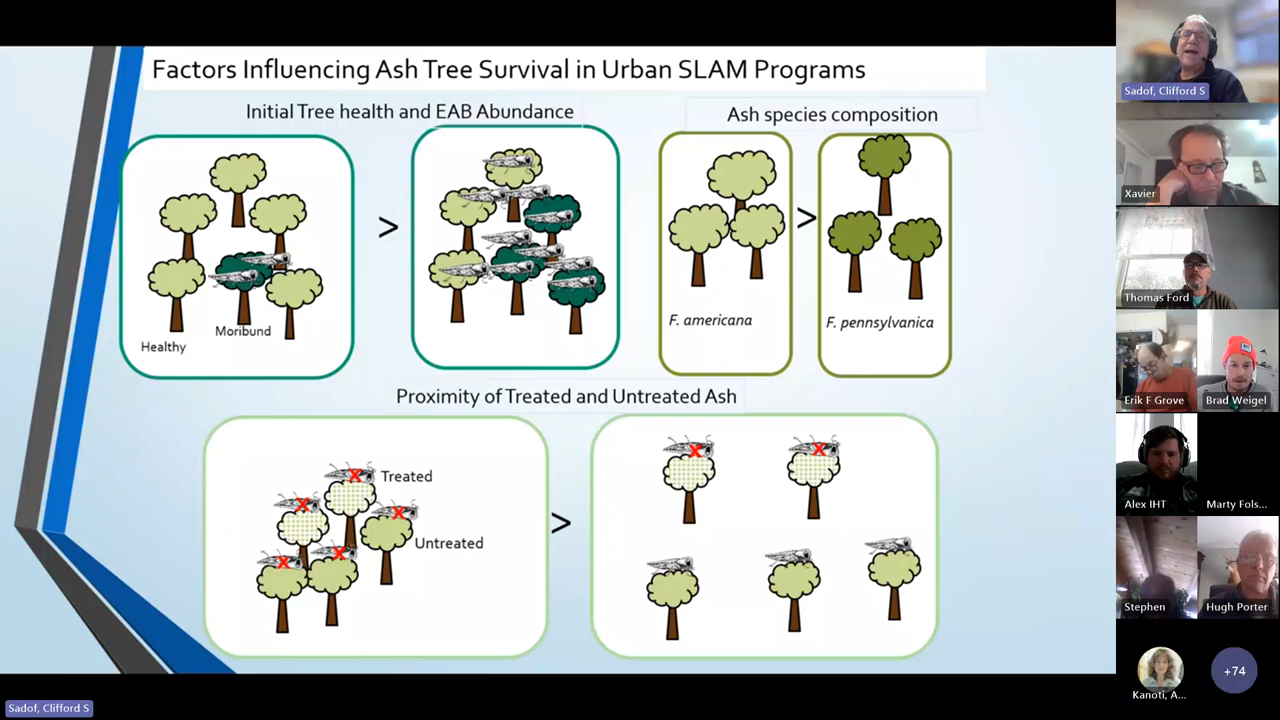 Factors Influencing Ash Tree Survival in Urban SLAM Programs
Initial Tree health and EAB Abundance
Ash species composition
>
>
Healthy
Moribund
F. americana
F. pennsylvanica
Proximity of Treated and Untreated Ash
Treated
Untreated
>
Sadof, Clifford S
Sadof, Clifford S
Xavier
Thomas Ford
Erik F Grove
Brad Weigel
Alex IHT
Marty Fols...
Stephen
Hugh Porter
Kanoti, A...
+74